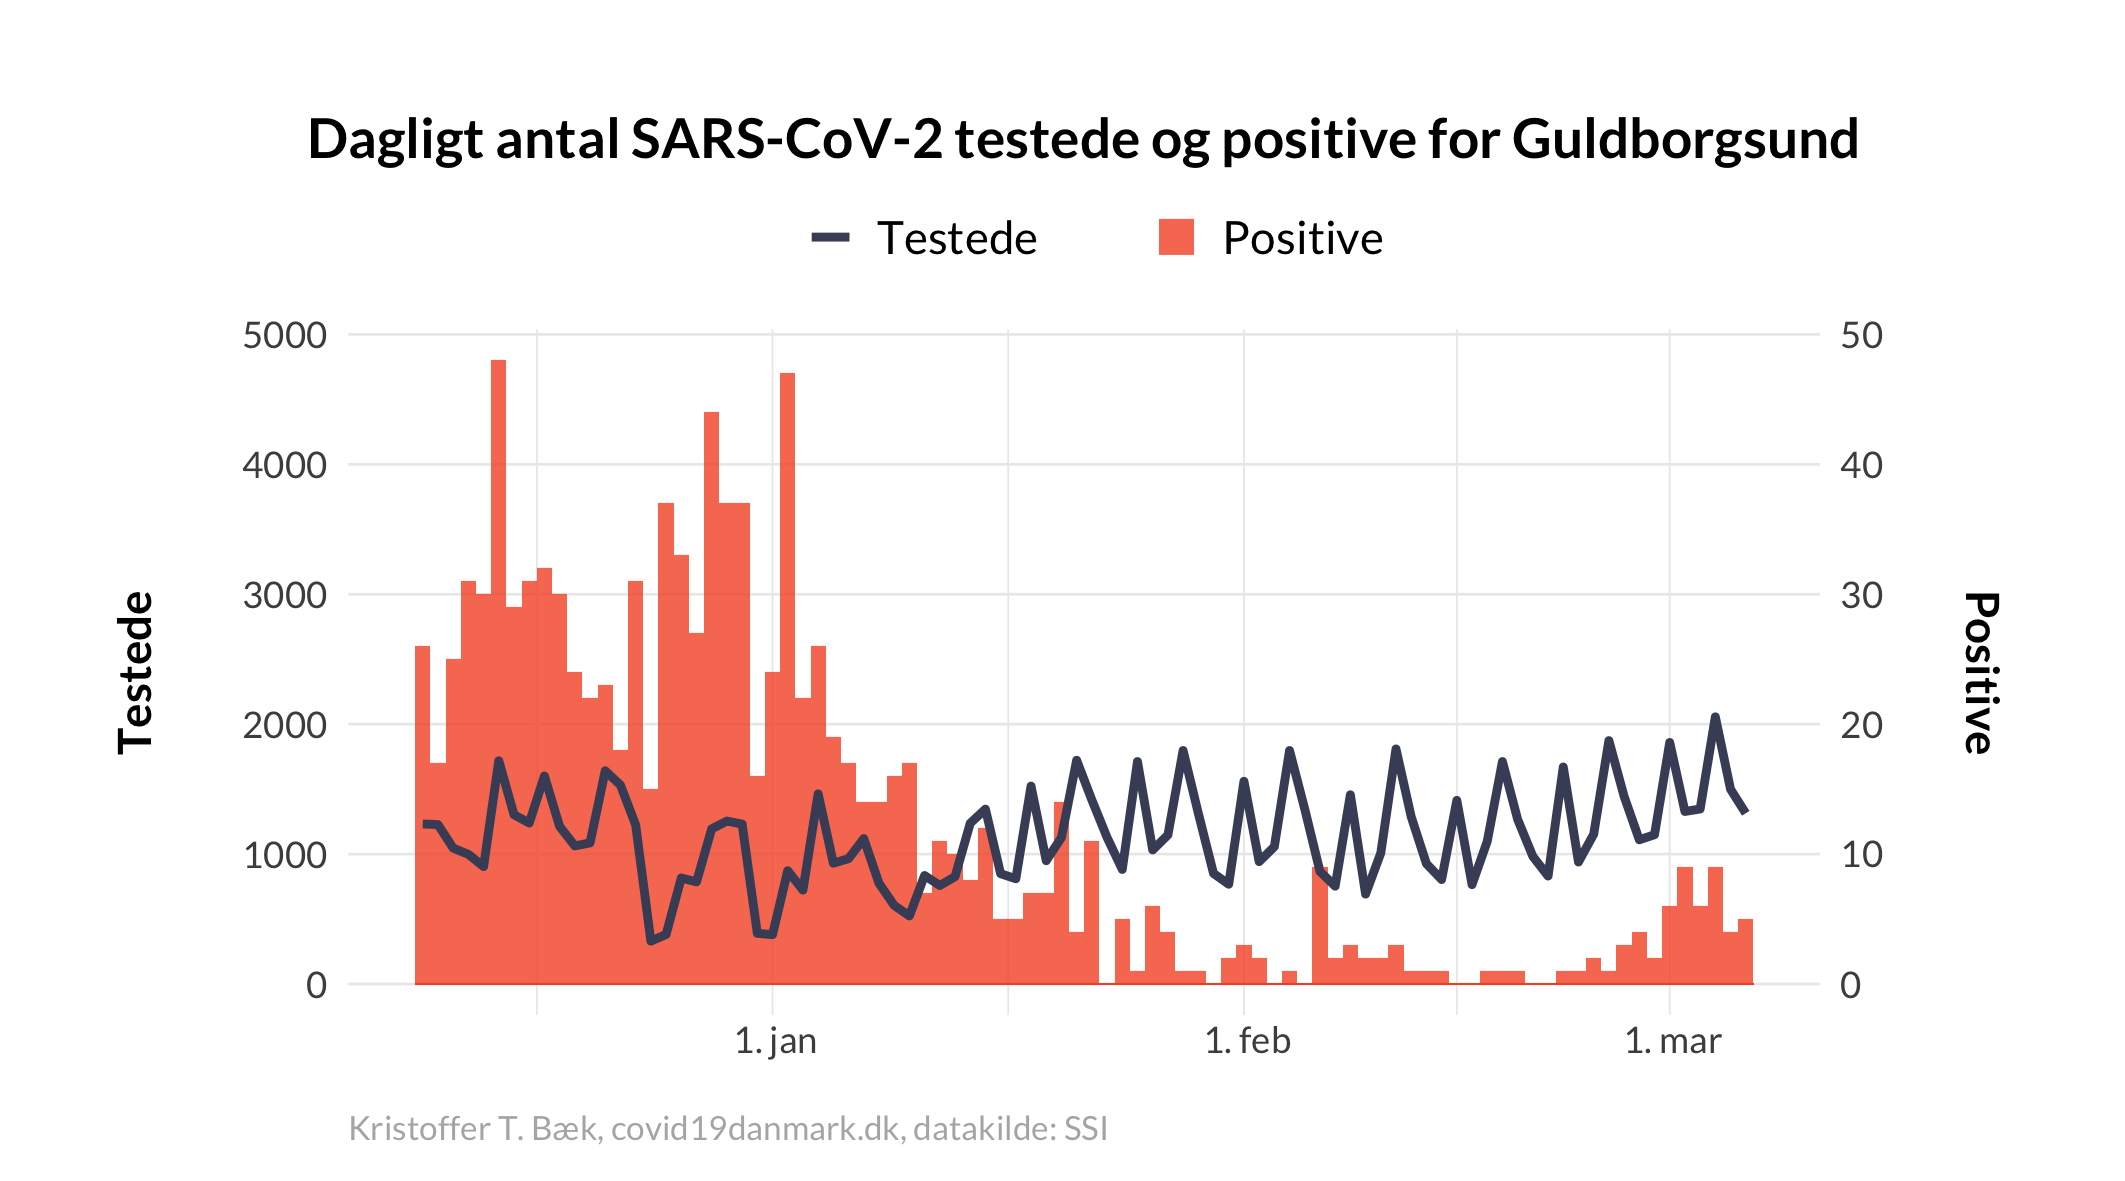 Dagligt antal SARS-CoV-2 testede og positive for Guldborgsund
Testede Positive
5000 50
4000 40
3000 30
2000 20
1000 10
0 0
Testede
Positive
1. jan 1. feb 1. mar
Kristoffer T. Bæk, covid19danmark.dk, datakilde: SSI